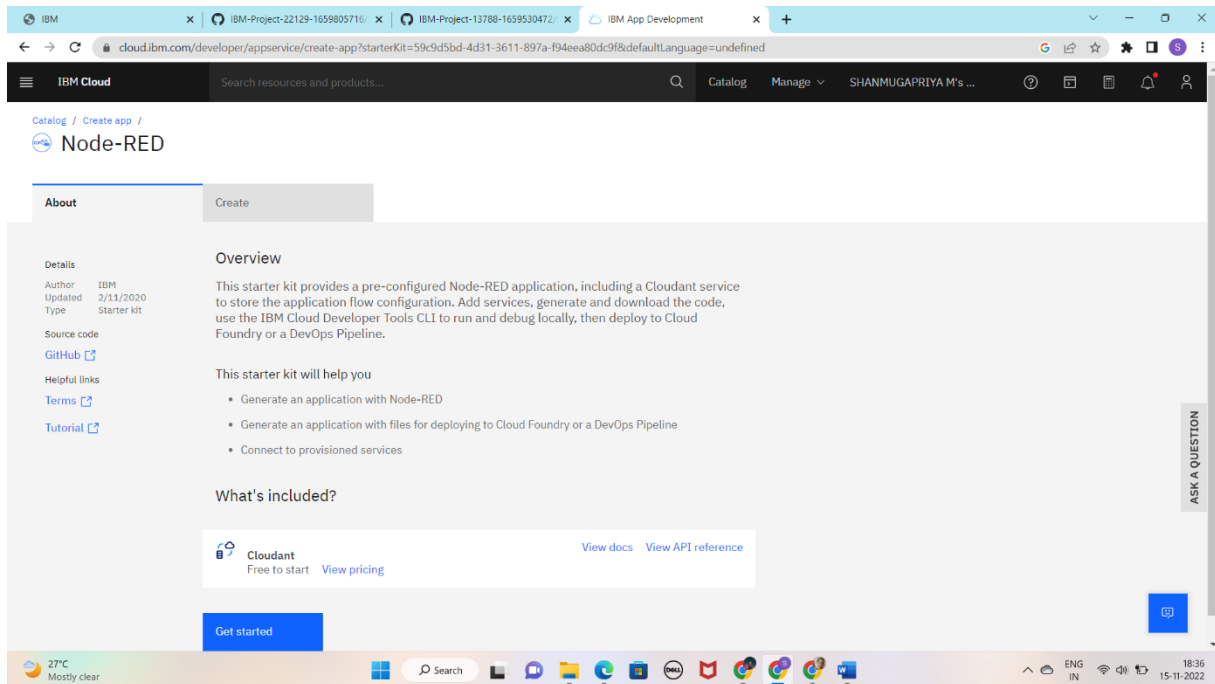 IBM
IBM-Project-22129-1659805716/
IBM-Project-13788-1659530472/
IBM App Development
cloud.ibm.com/developer/appservice/create-app?starterKit=59c9d5bd-4d31-3611-897a-f94eea80dc9f&defaultLanguage=undefined
G
S
IBM Cloud
Search resources and products...
Catalog
Manage
SHANMUGAPRIYA M's ...
Catalog / Create app /
Node-RED
About
Create
Details
Author IBM
Updated 2/11/2020
Type Starter kit
Source code
GitHub
Helpful links
Terms
Tutorial
Overview
This starter kit provides a pre-configured Node-RED application, including a Cloudant service
to store the application flow configuration. Add services, generate and download the code,
use the IBM Cloud Developer Tools CLI to run and debug locally, then deploy to Cloud
Foundry or a DevOps Pipeline.
This starter kit will help you
• Generate an application with Node-RED
• Generate an application with files for deploying to Cloud Foundry or a DevOps Pipeline
• Connect to provisioned services
What's included?
Cloudant
Free to start View pricing
View docs View API reference
Get started
ASK A QUESTION
27°C
Mostly clear
Search
DELL
ENG
IN
18:36
15-11-2022